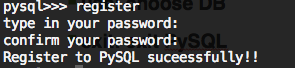 pysql>>> register
type in your password:
confirm your password:
Register to PySQL suceessfully!!